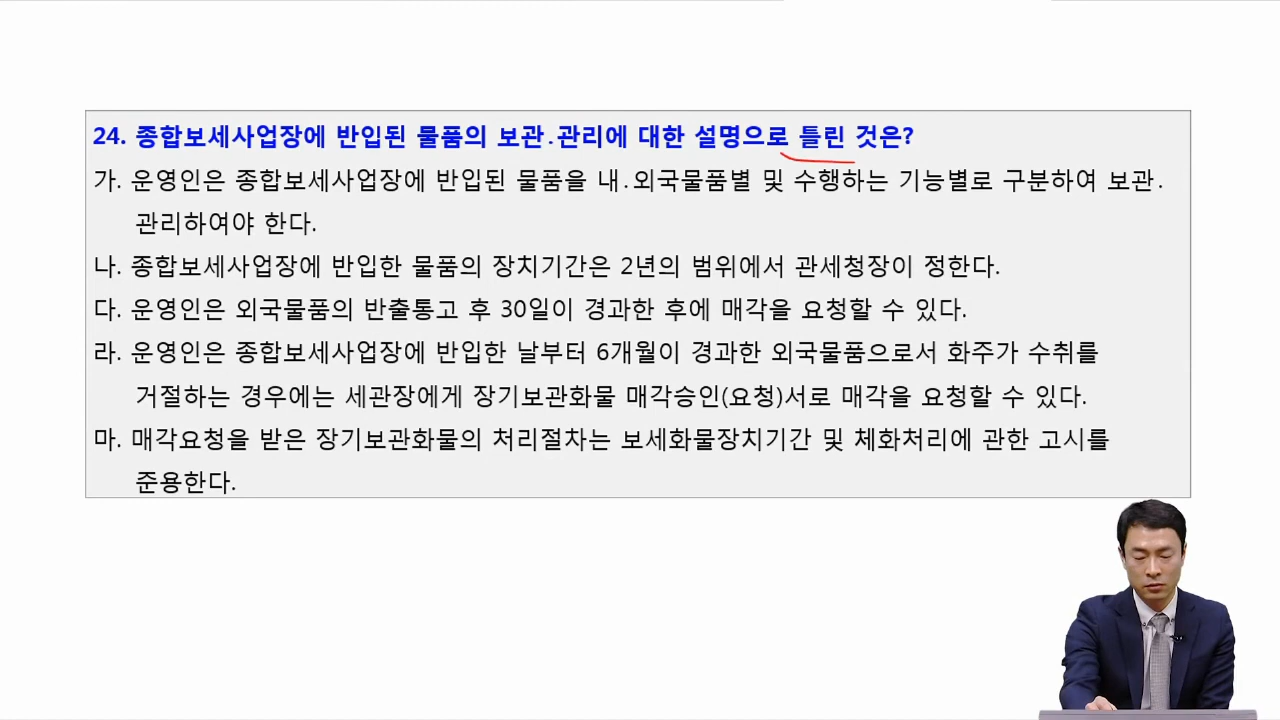 24. 종합보세사업장에 반입된 물품의 보관.관리에 대한 설명으로 틀린 것은?
가. 운영인은 종합보세사업장에 반입된 물품을 내.외국물품별 및 수행하는 기능별로 구분하여 보관.
관리하여야 한다.
나. 종합보세사업장에 반입한 물품의 장치기간은 2년의 범위에서 관세청장이 정한다.
다. 운영인은 외국물품의 반출통고 후 30일이 경과한 후에 매각을 요청할 수 있다.
라. 운영인은 종합보세사업장에 반입한 날부터 6개월이 경과한 외국물품으로서 화주가 수취를
거절하는 경우에는 세관장에게 장기보관화물 매각승인(요청)서로 매각을 요청할 수 있다.
마. 매각요청을 받은 장기보관화물의 처리절차는 보세화물장치기간 및 체화처리에 관한 고시를
준용한다.